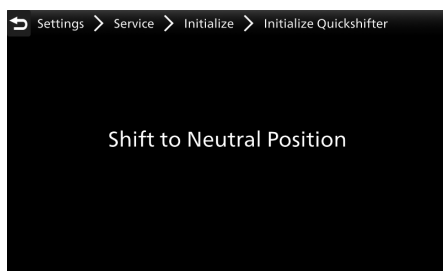 Settings > Service > Initialize > Initialize Quickshifter
Shift to Neutral Position